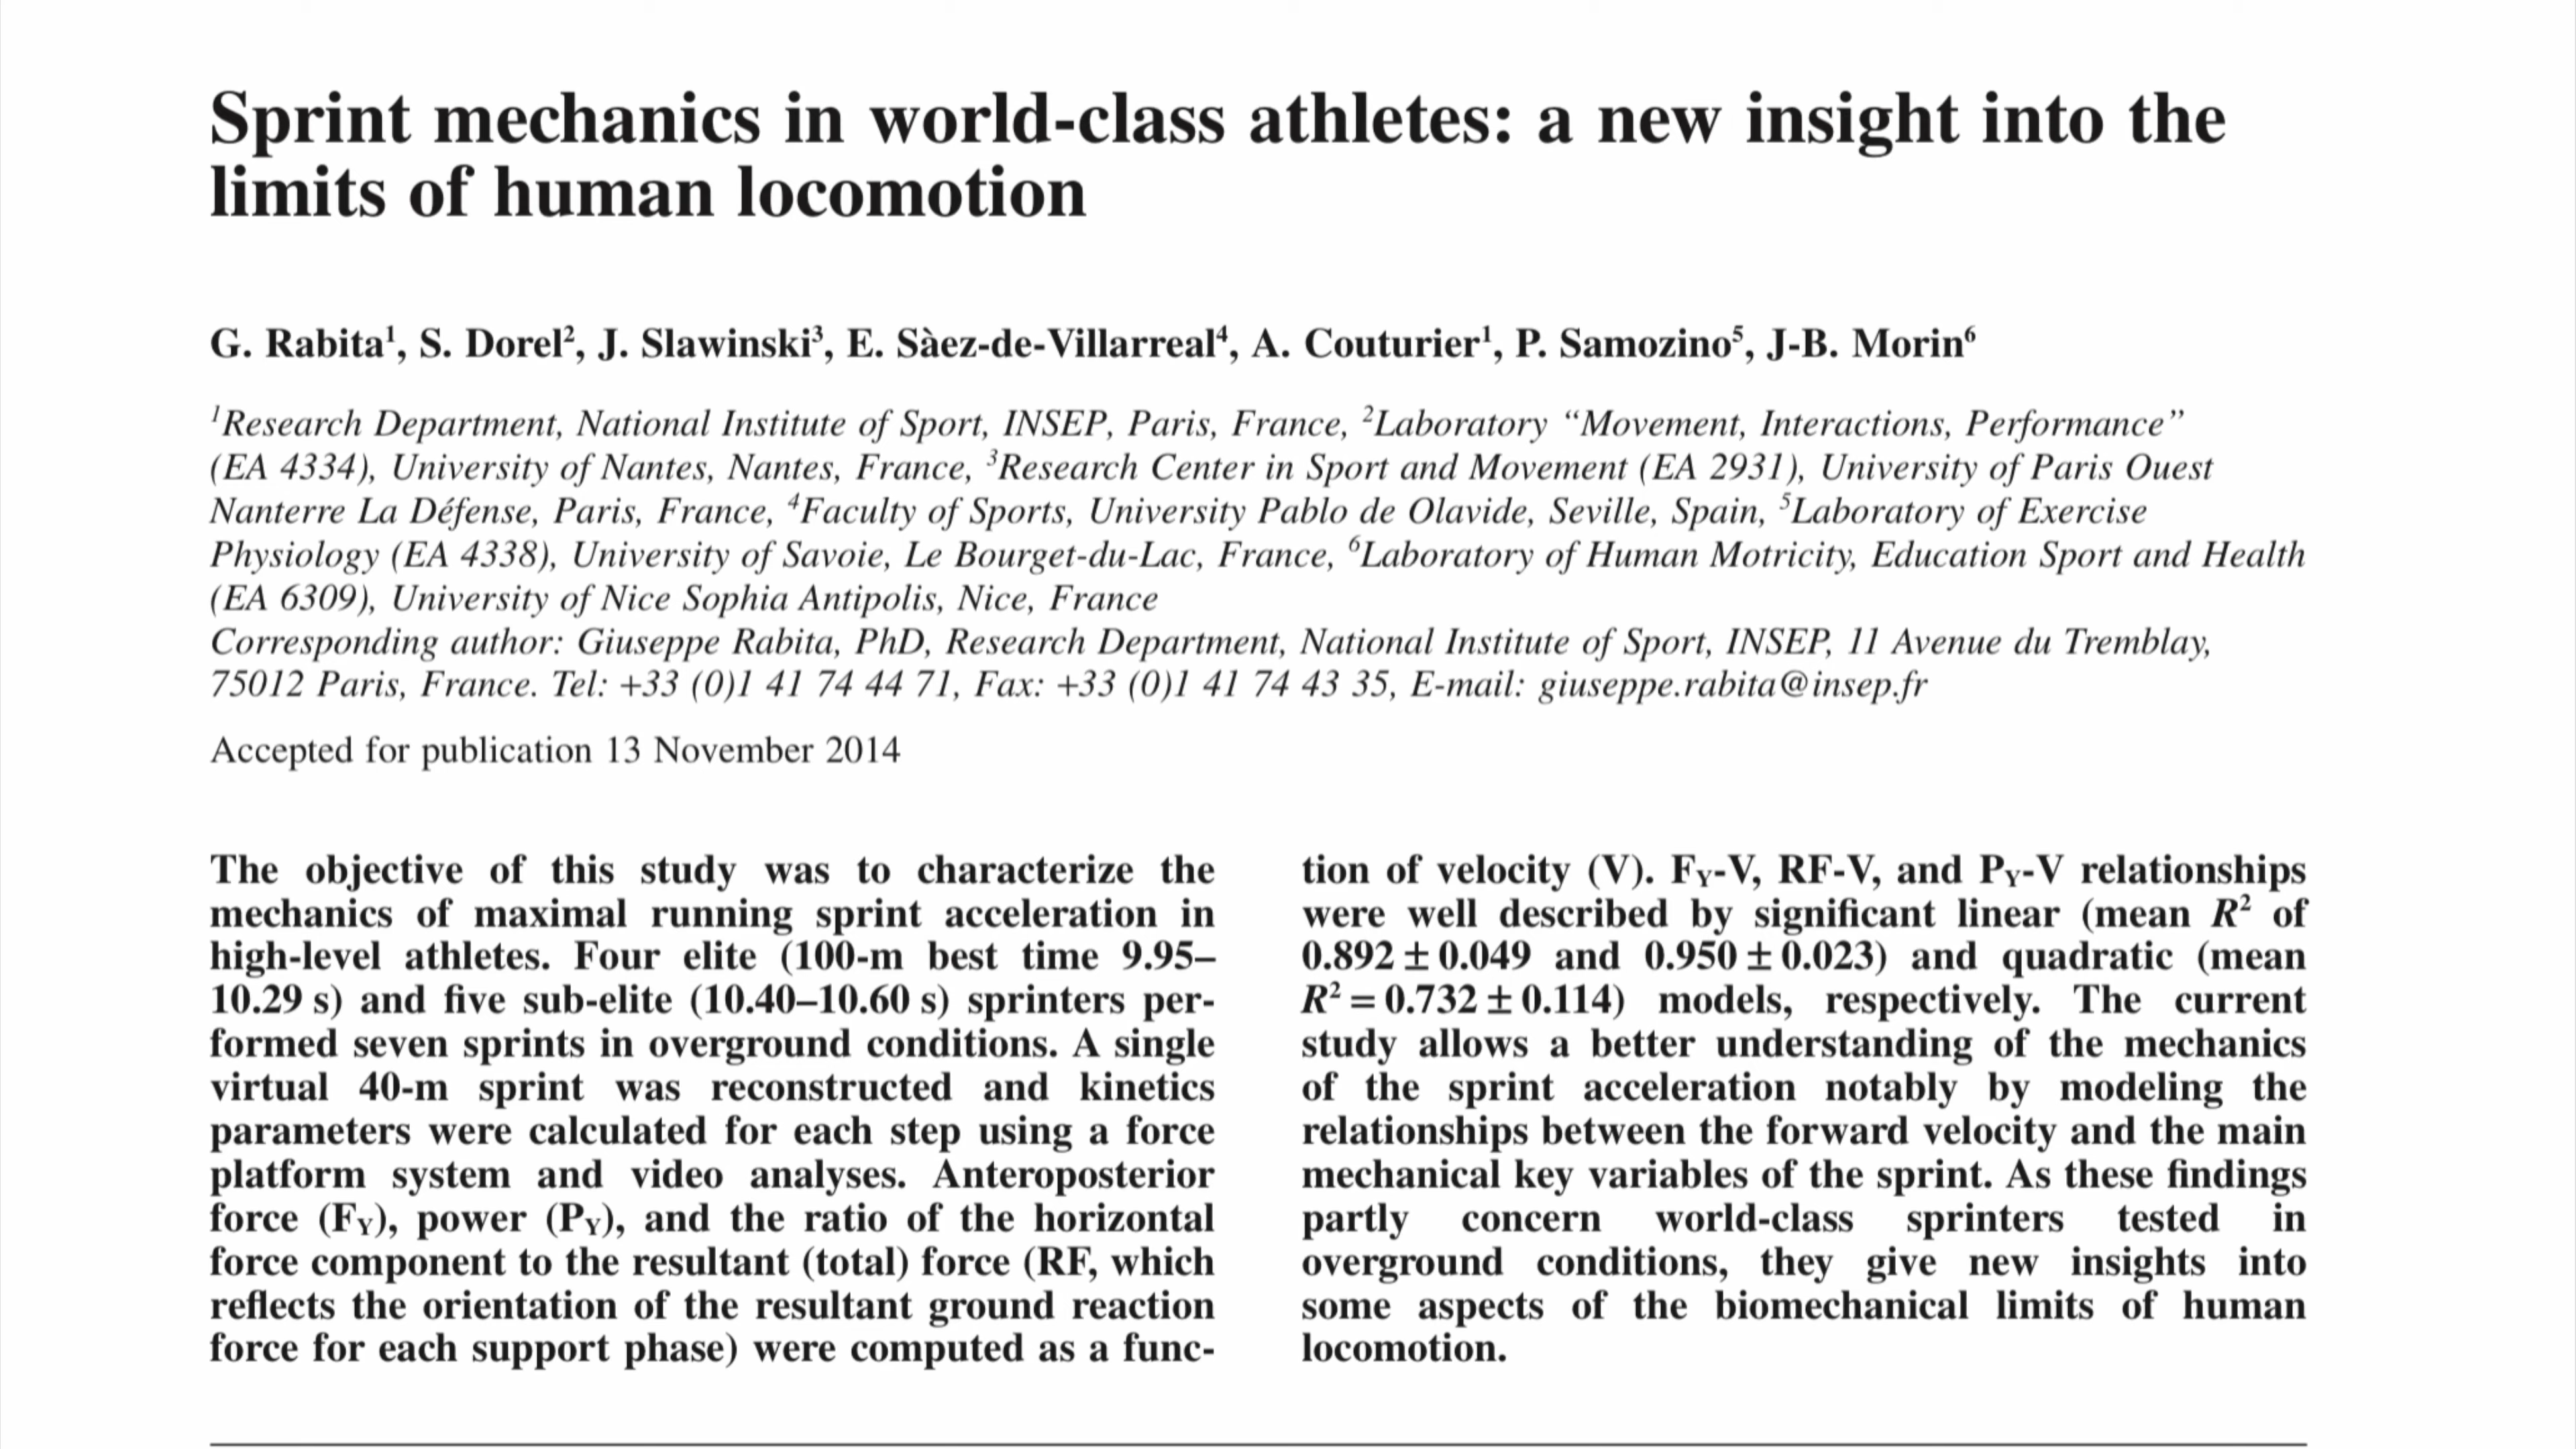 Sprint mechanics in world-class athletes: a new insight into the
limits of human locomotion
G. Rabita¹, S. Dorel², J. Slawinski³, E. Sàez-de-Villarreal⁴, A. Couturier¹, P. Samozino⁵, J-B. Morin⁶
¹Research Department, National Institute of Sport, INSEP, Paris, France, ²Laboratory “Movement, Interactions, Performance”
(EA 4334), University of Nantes, Nantes, France, ³Research Center in Sport and Movement (EA 2931), University of Paris Ouest
Nanterre La Défense, Paris, France, ⁴Faculty of Sports, University Pablo de Olavide, Seville, Spain, ⁵Laboratory of Exercise
Physiology (EA 4338), University of Savoie, Le Bourget-du-Lac, France, ⁶Laboratory of Human Motricity, Education Sport and Health
(EA 6309), University of Nice Sophia Antipolis, Nice, France
Corresponding author: Giuseppe Rabita, PhD, Research Department, National Institute of Sport, INSEP, 11 Avenue du Tremblay,
75012 Paris, France. Tel: +33 (0)1 41 74 44 71, Fax: +33 (0)1 41 74 43 35, E-mail: giuseppe.rabita@insep.fr
Accepted for publication 13 November 2014
The objective of this study was to characterize the
mechanics of maximal running sprint acceleration in
high-level athletes. Four elite (100-m best time 9.95–
10.29 s) and five sub-elite (10.40–10.60 s) sprinters per-
formed seven sprints in overground conditions. A single
virtual 40-m sprint was reconstructed and kinetics
parameters were calculated for each step using a force
platform system and video analyses. Anteroposterior
force (FY), power (PY), and the ratio of the horizontal
force component to the resultant (total) force (RF, which
reflects the orientation of the resultant ground reaction
force for each support phase) were computed as a func-
tion of velocity (V). FY-V, RF-V, and PY-V relationships
were well described by significant linear (mean R² of
0.892 ± 0.049 and 0.950 ± 0.023) and quadratic (mean
R² = 0.732 ± 0.114) models, respectively. The current
study allows a better understanding of the mechanics
of the sprint acceleration notably by modeling the
relationships between the forward velocity and the main
mechanical key variables of the sprint. As these findings
partly concern world-class sprinters tested in
overground conditions, they give new insights into
some aspects of the biomechanical limits of human
locomotion.